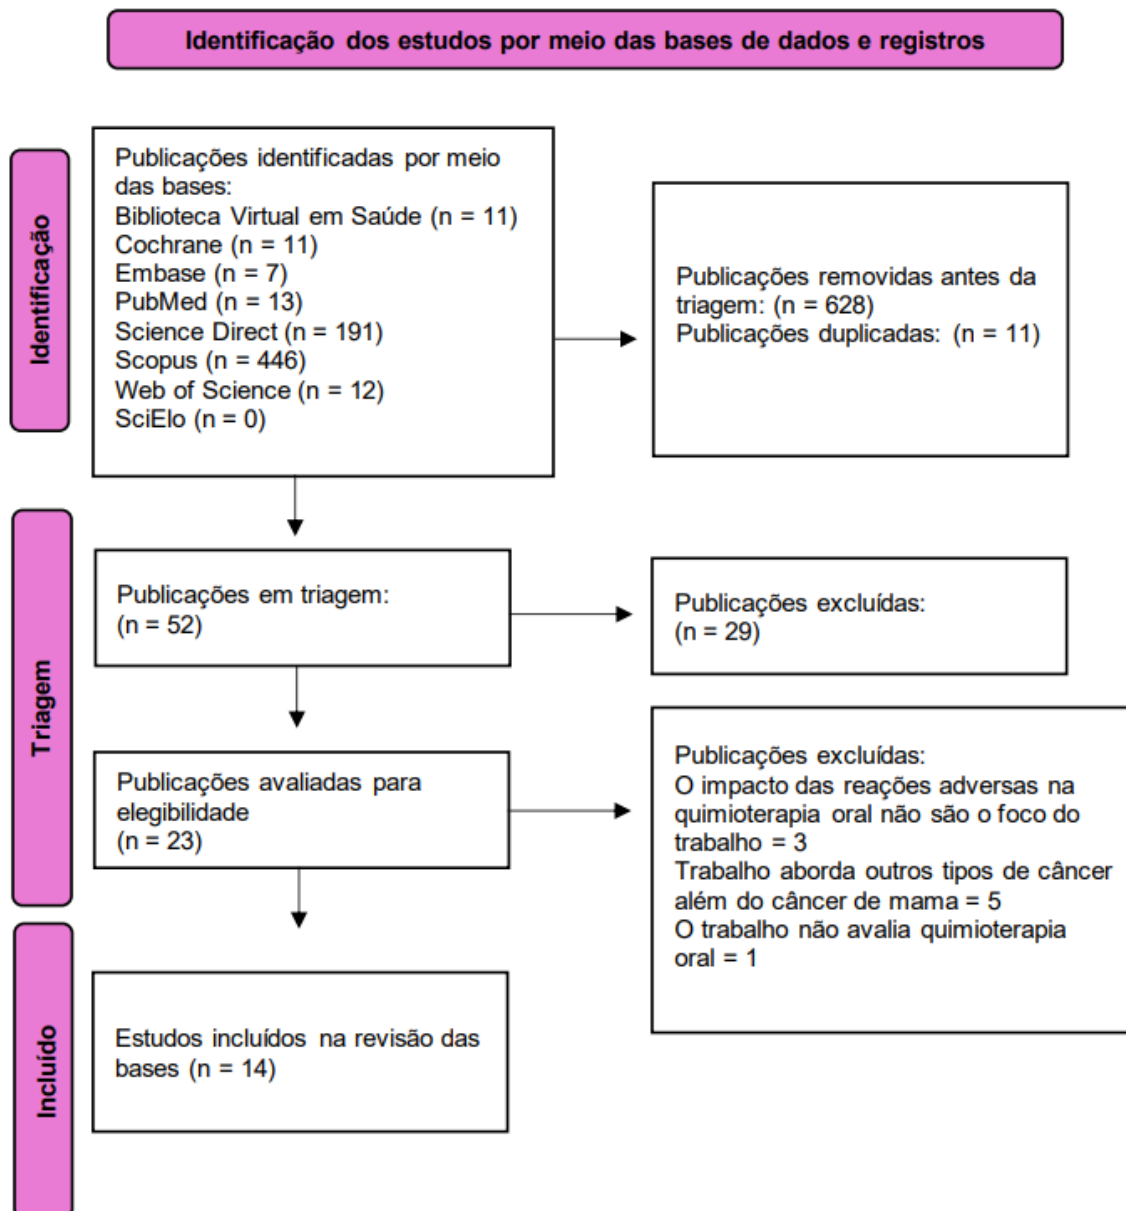 Identificação dos estudos por meio das bases de dados e registros
Identificação
Publicações identificadas por meio
das bases:
Biblioteca Virtual em Saúde (n = 11)
Cochrane (n = 11)
Embase (n = 7)
PubMed (n = 13)
Science Direct (n = 191)
Scopus (n = 446)
Web of Science (n = 12)
SciElo (n = 0)
Publicações removidas antes da
triagem: (n = 628)
Publicações duplicadas: (n = 11)
Triagem
Publicações em triagem:
(n = 52)
Publicações excluídas:
(n = 29)
Publicações avaliadas para
elegibilidade
(n = 23)
Publicações excluídas:
O impacto das reações adversas na
quimioterapia oral não são o foco do
trabalho = 3
Trabalho aborda outros tipos de câncer
além do câncer de mama = 5
O trabalho não avalia quimioterapia
oral = 1
Incluído
Estudos incluídos na revisão das
bases (n = 14)